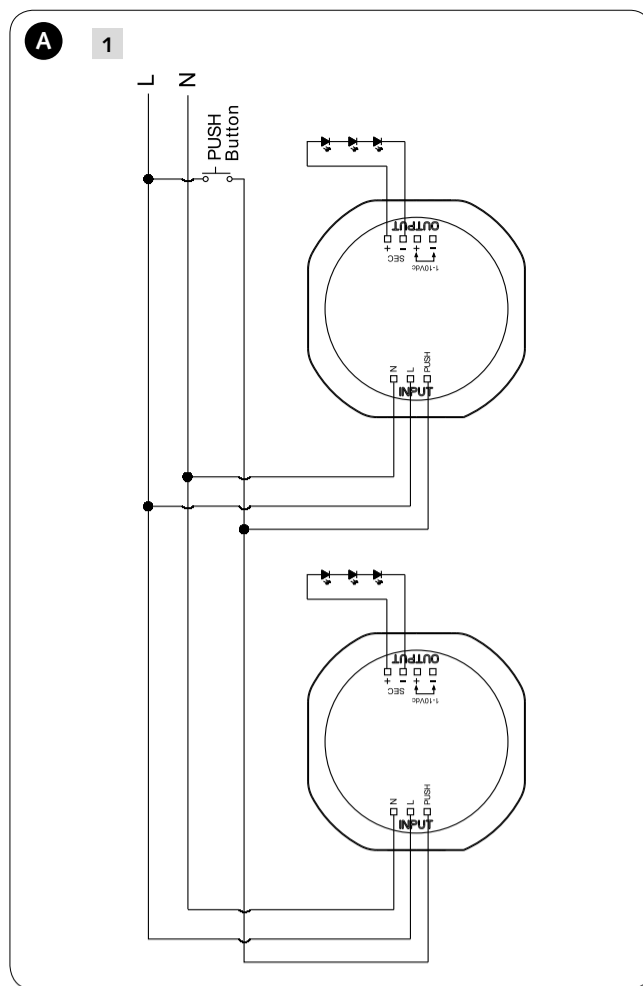 A 1
L
N
PUSH
Button
OUTPUT
+ - + -
SEC
1-10Vdc
N L PUSH
INPUT
OUTPUT
+ - + -
SEC
1-10Vdc
N L PUSH
INPUT